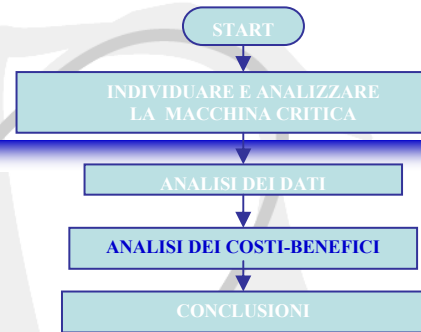 START
INDIVIDUARE E ANALIZZARE
LA MACCHINA CRITICA
ANALISI DEI DATI
ANALISI DEI COSTI-BENEFICI
CONCLUSIONI